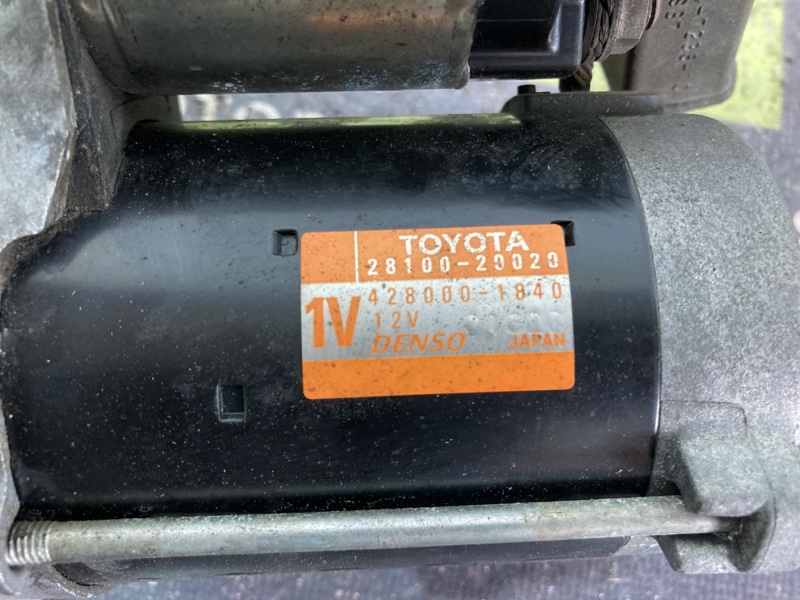 TOYOTA
28100-20020
428000-1840
1V
12V
DENSO JAPAN